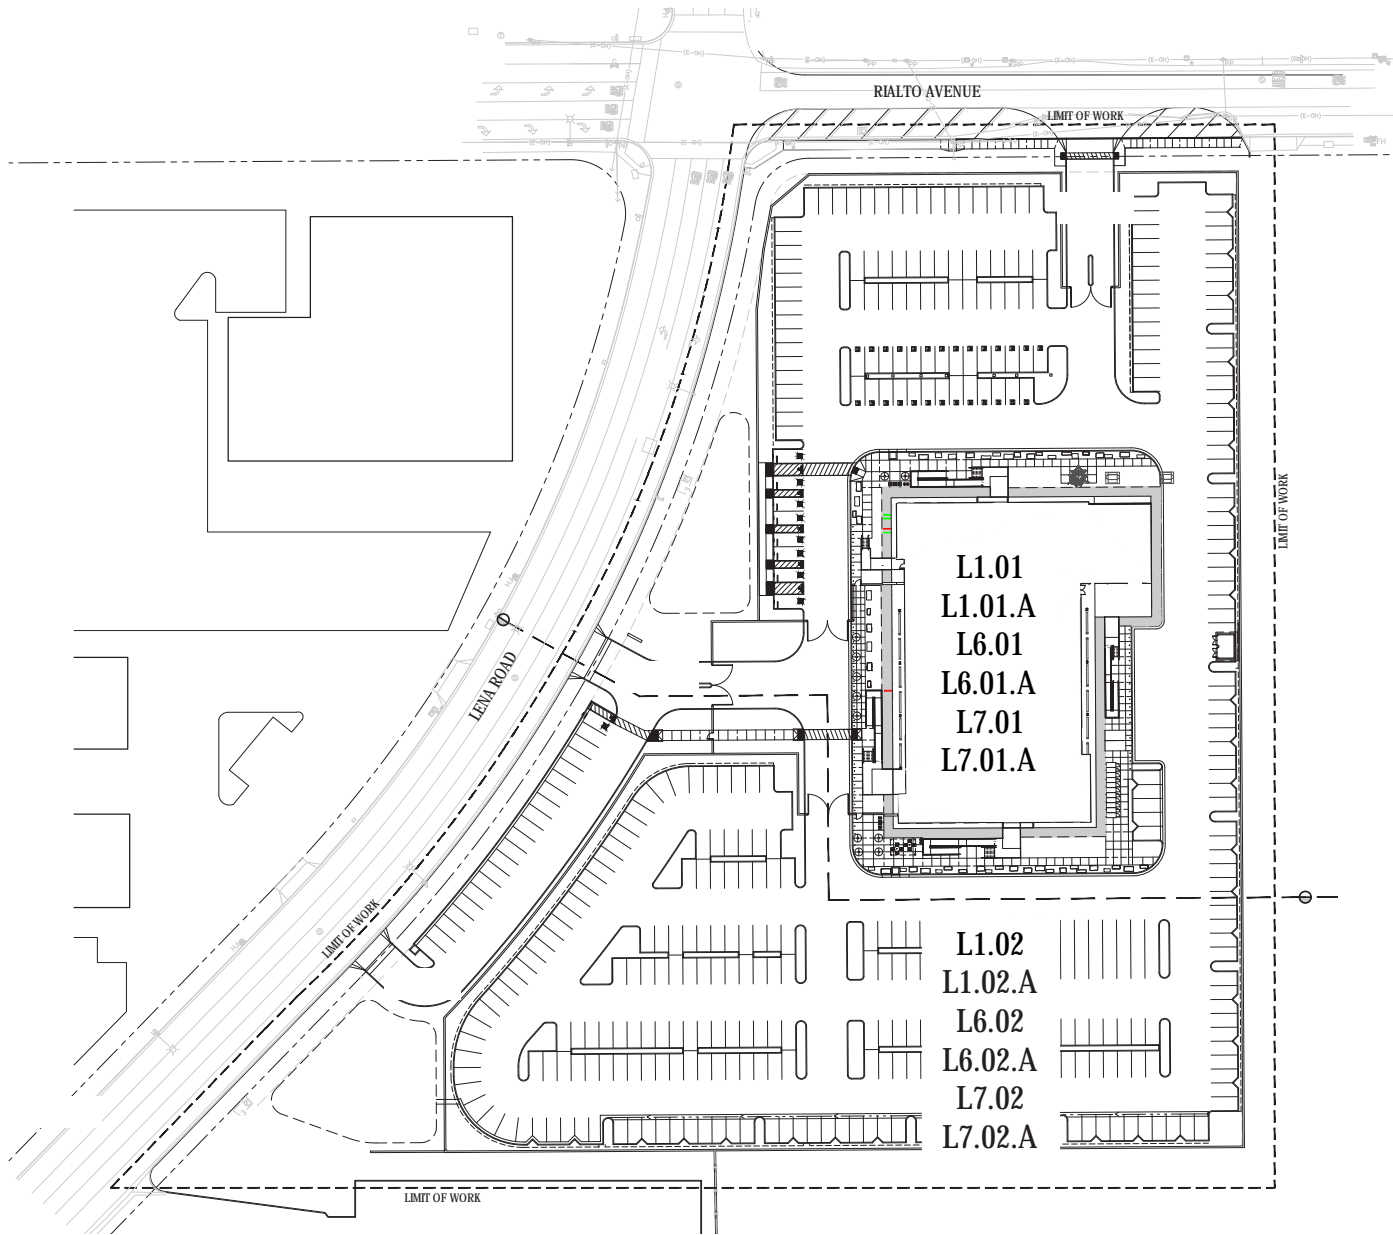 RIALTO AVENUE
LIMIT OF WORK
LIMIT OF WORK
L1.01
L1.01.A
L6.01
L6.01.A
L7.01
L7.01.A
LENA ROAD
LIMIT OF WORK
L1.02
L1.02.A
L6.02
L6.02.A
L7.02
L7.02.A
LIMIT OF WORK